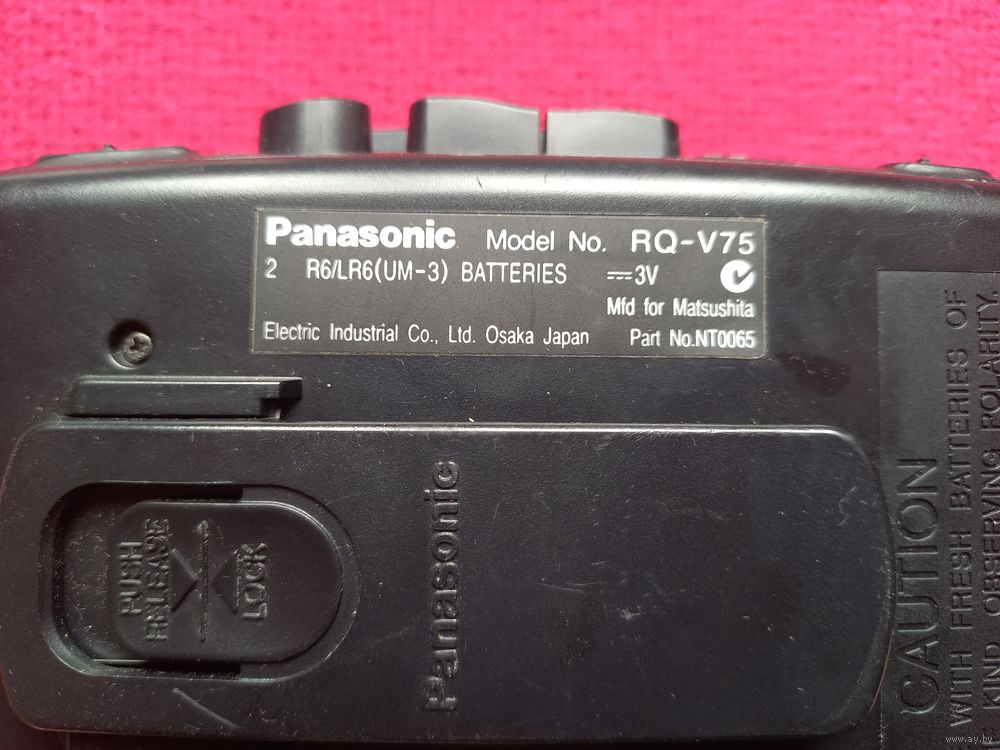 Panasonic Model No. RQ-V75
2 R6/LR6(UM-3) BATTERIES ⎓3V
Mfd for Matsushita
Electric Industrial Co., Ltd. Osaka Japan Part No.NT0065
PUSH
RELEASE
LOCK
Panasonic
CAUTION
WITH FRESH BATTERIES OF
KIND, OBSERVING POLARITY.
www.ay.by